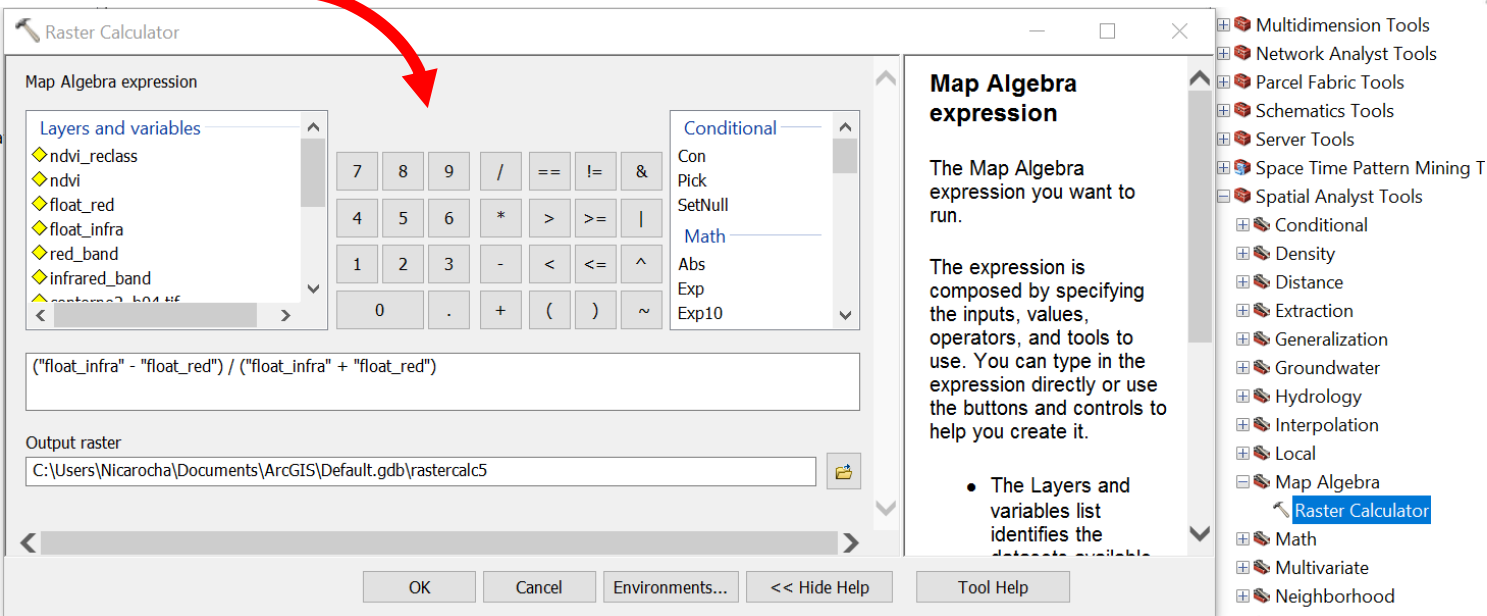 Raster Calculator
Map Algebra expression
Layers and variables
ndvi_reclass
ndvi
float_red
float_infra
red_band
infrared_band
7 8 9 / == != &
4 5 6 * > >= |
1 2 3 - < <= ^
0 . + ( ) ~
Conditional
Con
Pick
SetNull
Math
Abs
Exp
Exp10
("float_infra" - "float_red") / ("float_infra" + "float_red")
Output raster
C:\Users\Nicarocha\Documents\ArcGIS\Default.gdb\rastercalc5
OK Cancel Environments... << Hide Help Tool Help
Map Algebra
expression
The Map Algebra
expression you want to
run.
The expression is
composed by specifying
the inputs, values,
operators, and tools to
use. You can type in the
expression directly or use
the buttons and controls to
help you create it.
• The Layers and
variables list
identifies the
datasets available
Multidimension Tools
Network Analyst Tools
Parcel Fabric Tools
Schematics Tools
Server Tools
Space Time Pattern Mining T
Spatial Analyst Tools
Conditional
Density
Distance
Extraction
Generalization
Groundwater
Hydrology
Interpolation
Local
Map Algebra
Raster Calculator
Math
Multivariate
Neighborhood